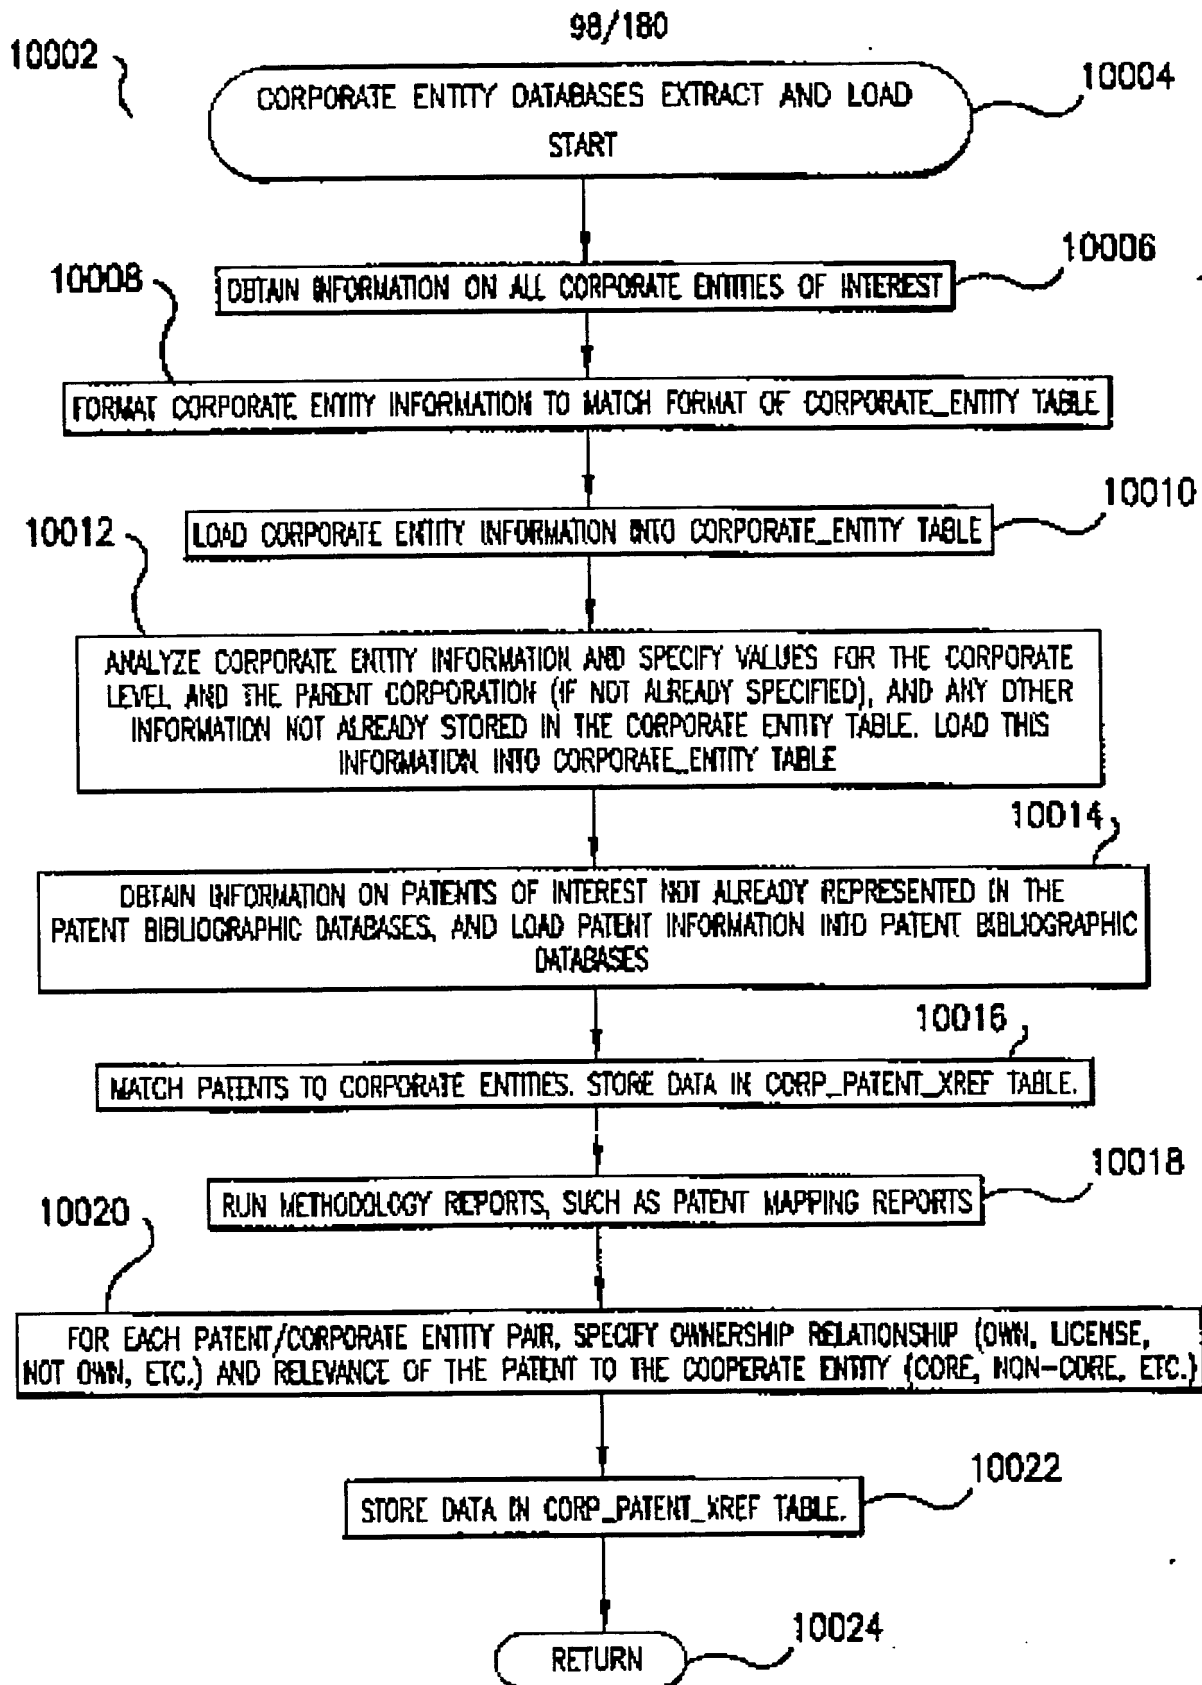 98/180
10002
CORPORATE ENTITY DATABASES EXTRACT AND LOAD
START
10004
10006
OBTAIN INFORMATION ON ALL CORPORATE ENTITIES OF INTEREST
10008
FORMAT CORPORATE ENTITY INFORMATION TO MATCH FORMAT OF CORPORATE_ENTITY TABLE
10010
LOAD CORPORATE ENTITY INFORMATION INTO CORPORATE_ENTITY TABLE
10012
ANALYZE CORPORATE ENTITY INFORMATION AND SPECIFY VALUES FOR THE CORPORATE
LEVEL AND THE PARENT CORPORATION (IF NOT ALREADY SPECIFIED), AND ANY OTHER
INFORMATION NOT ALREADY STORED IN THE CORPORATE ENTITY TABLE. LOAD THIS
INFORMATION INTO CORPORATE_ENTITY TABLE
10014
OBTAIN INFORMATION ON PATENTS OF INTEREST NOT ALREADY REPRESENTED IN THE
PATENT BIBLIOGRAPHIC DATABASES, AND LOAD PATENT INFORMATION INTO PATENT BIBLIOGRAPHIC
DATABASES
10016
MATCH PATENTS TO CORPORATE ENTITIES. STORE DATA IN CORP_PATENT_XREF TABLE.
10018
RUN METHODOLOGY REPORTS, SUCH AS PATENT MAPPING REPORTS
10020
FOR EACH PATENT/CORPORATE ENTITY PAIR, SPECIFY OWNERSHIP RELATIONSHIP (OWN, LICENSE,
NOT OWN, ETC.) AND RELEVANCE OF THE PATENT TO THE COOPERATE ENTITY (CORE, NON-CORE, ETC.)
10022
STORE DATA IN CORP_PATENT_XREF TABLE.
10024
RETURN